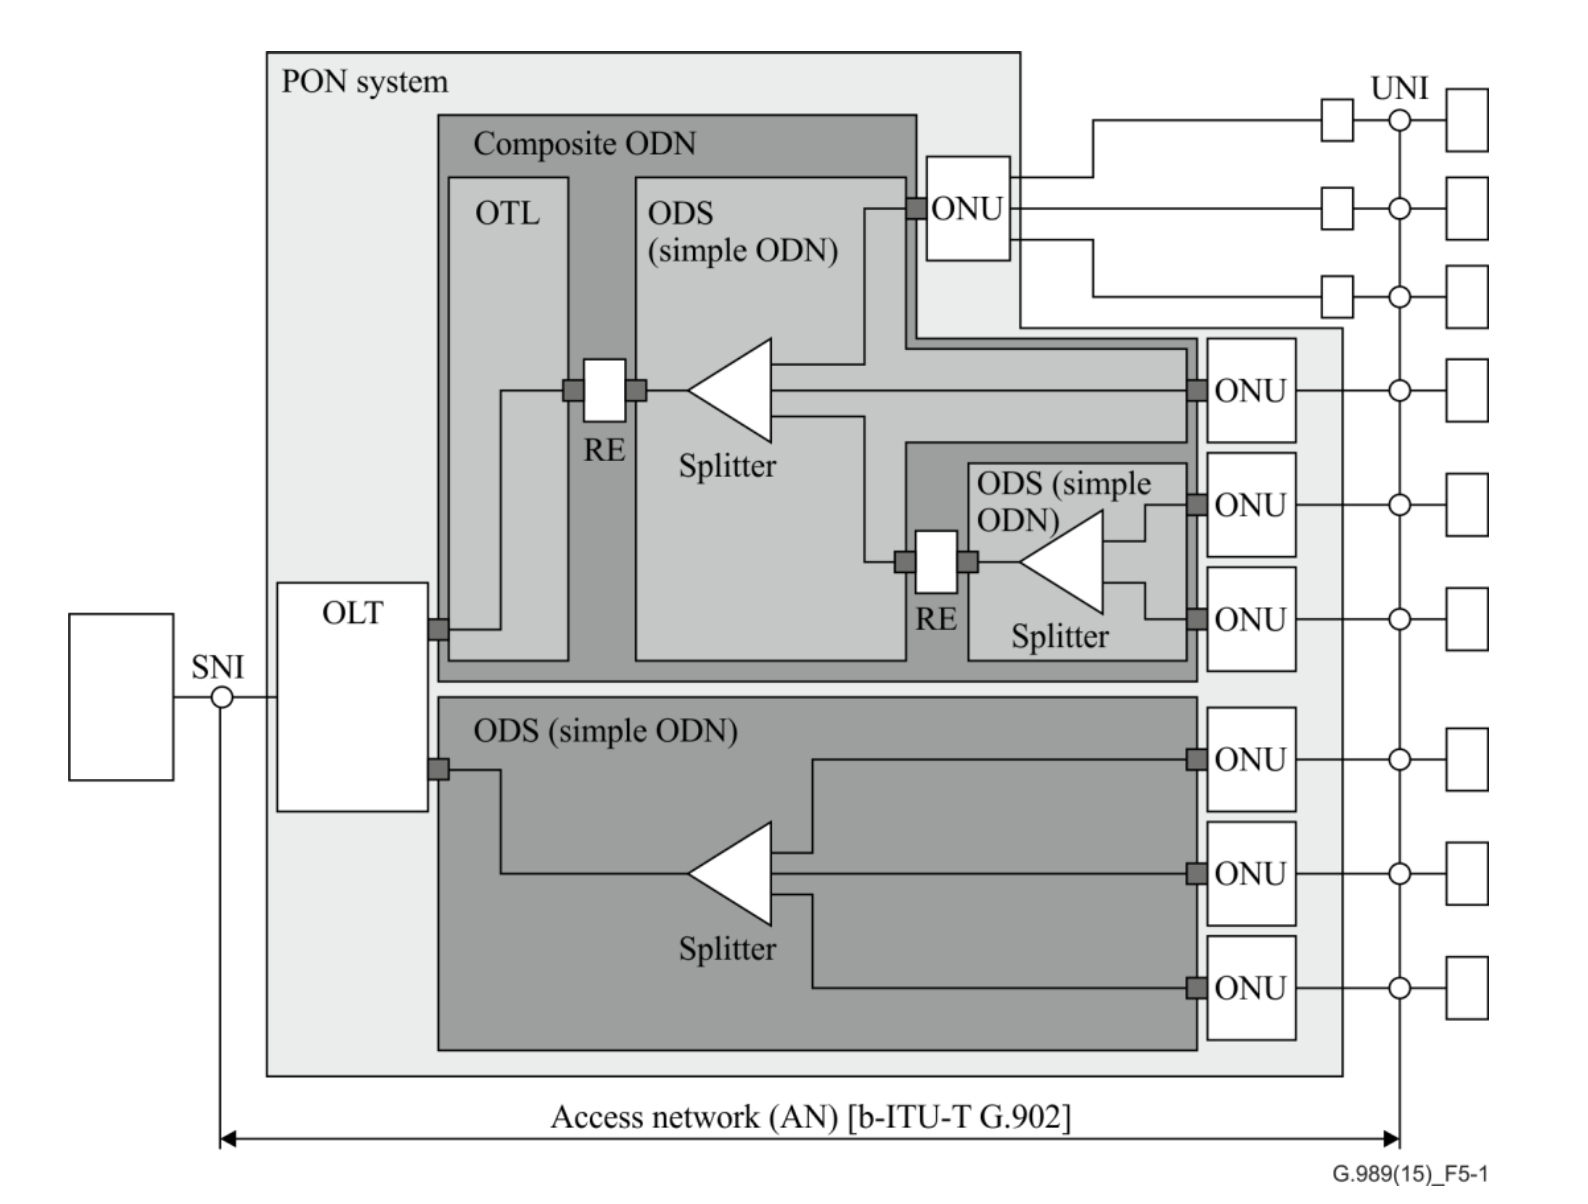 PON system
UNI
Composite ODN
OTL
ODS
(simple ODN)
ONU
RE
Splitter
ONU
ODS (simple
ODN)
ONU
RE
Splitter
ONU
OLT
SNI
ODS (simple ODN)
ONU
ONU
Splitter
ONU
Access network (AN) [b-ITU-T G.902]
G.989(15)_F5-1